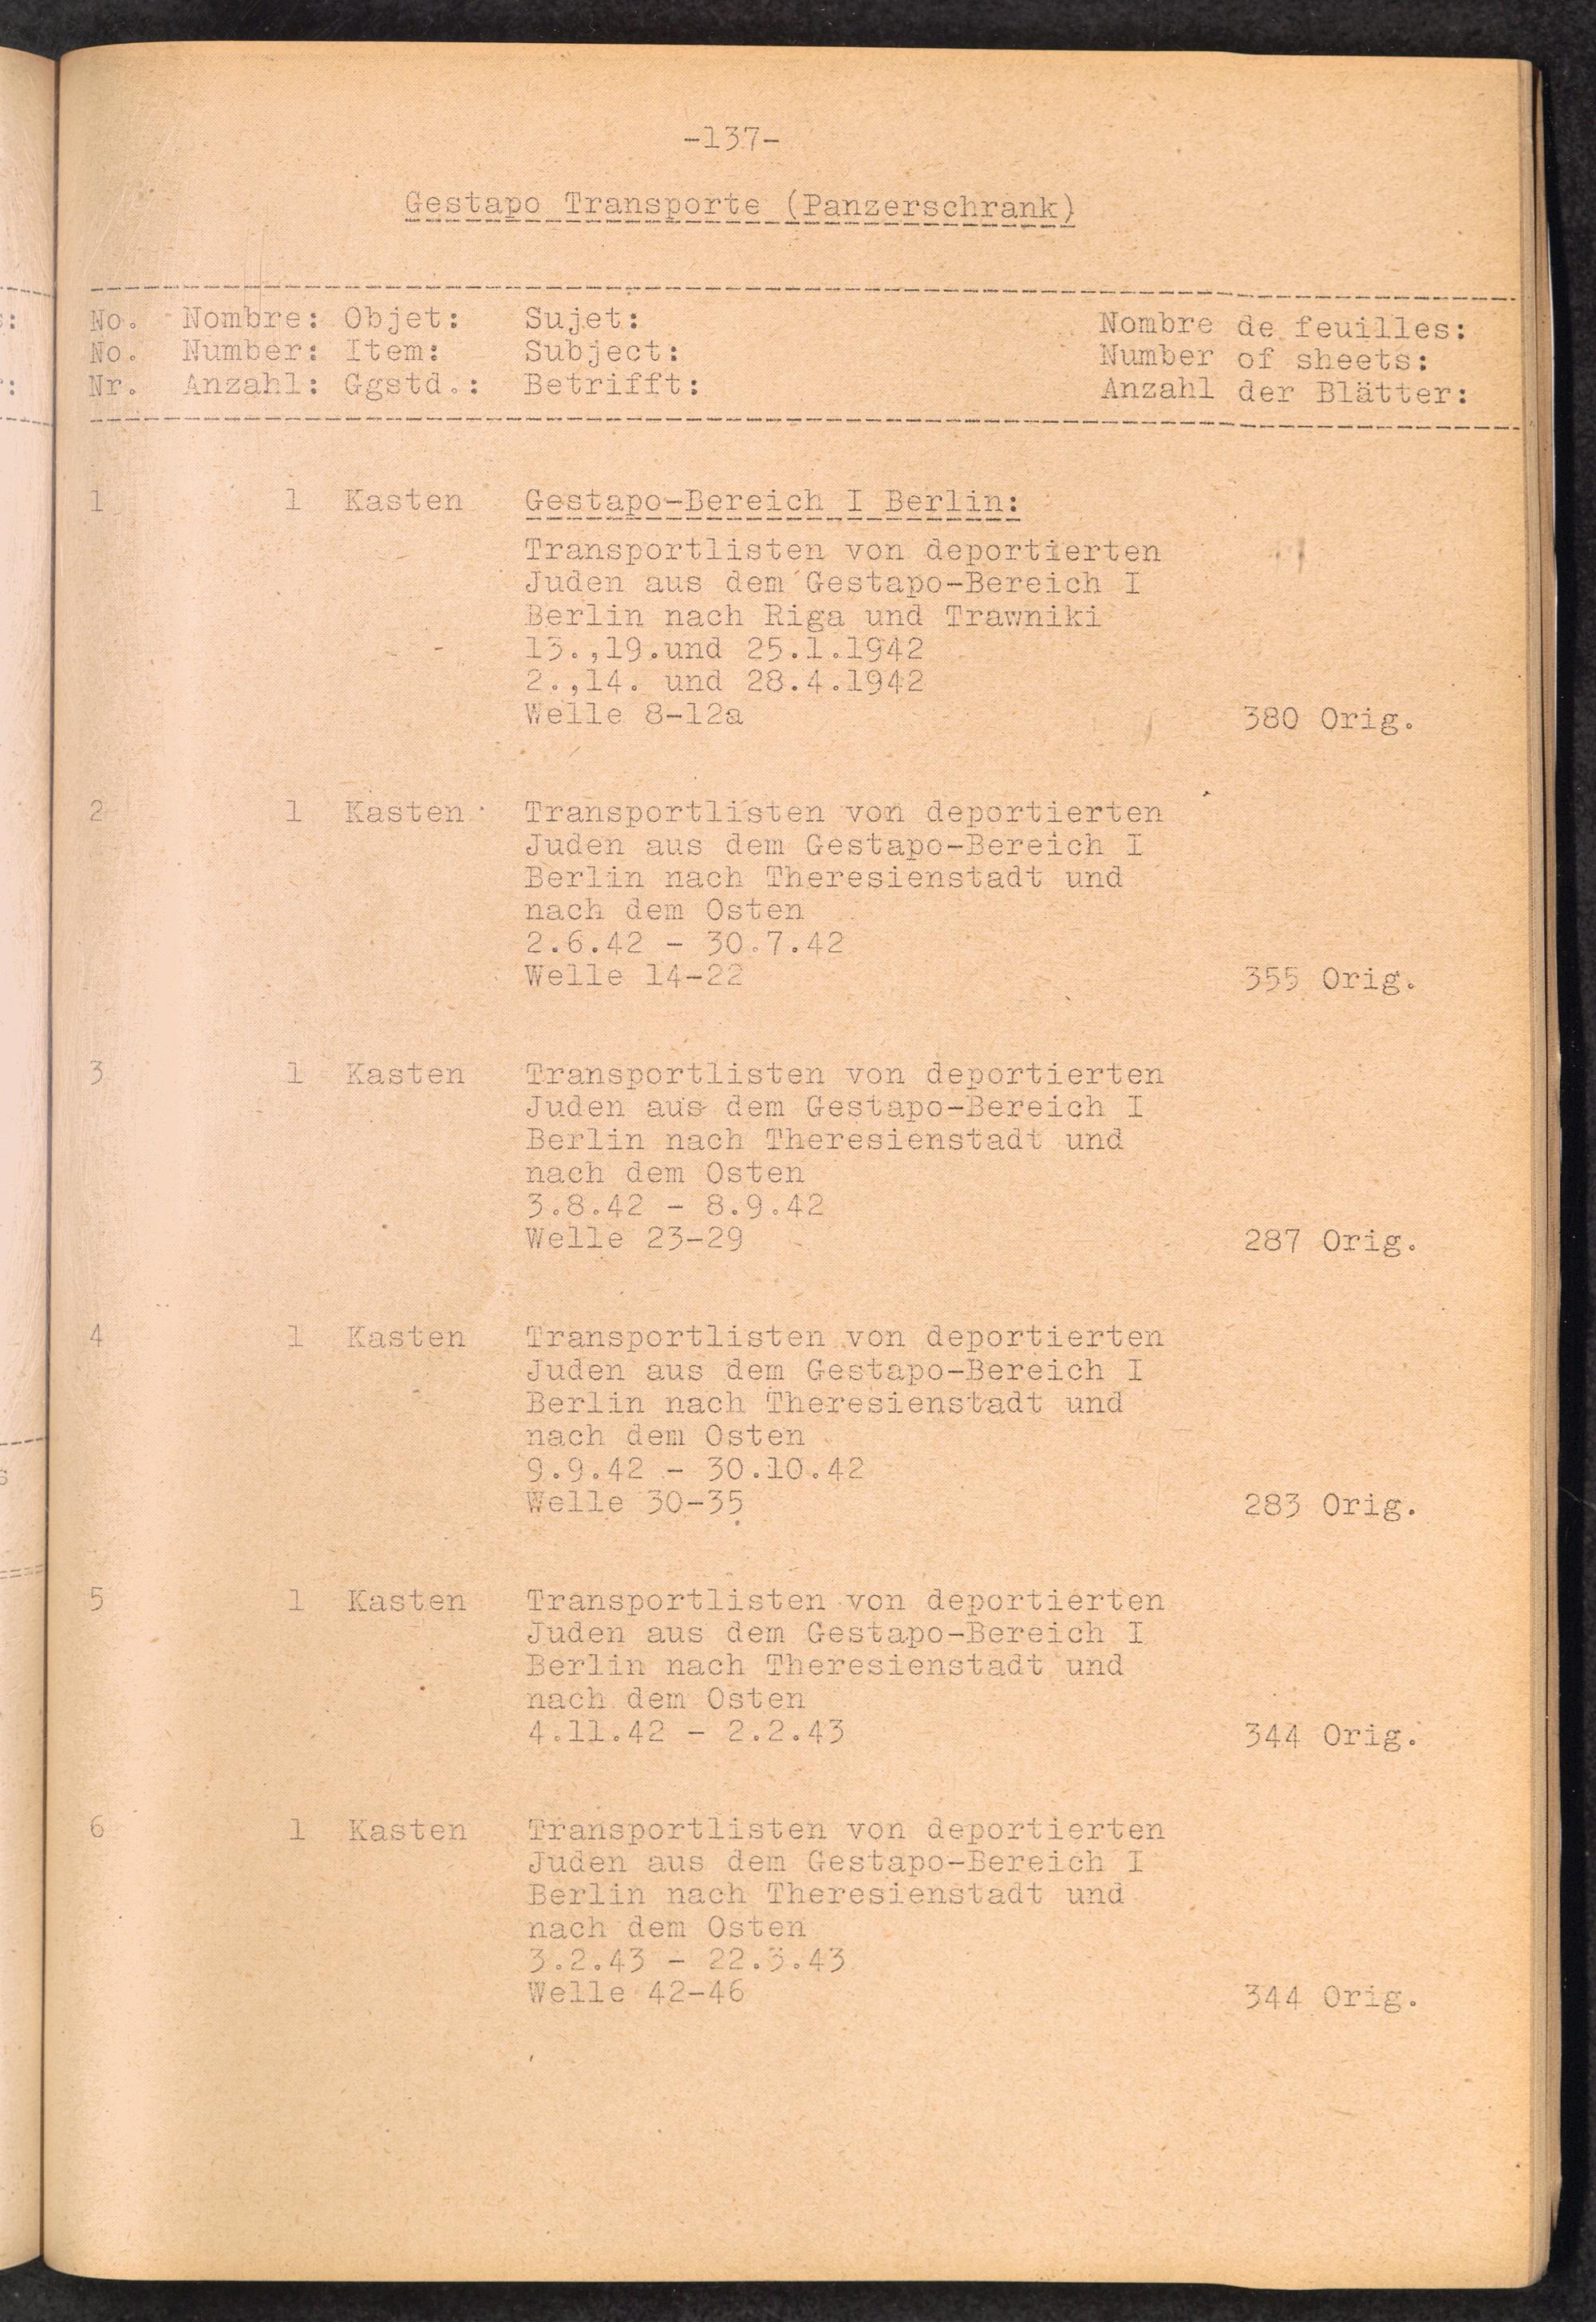 -137-
Gestapo Transporte (Panzerschrank)
No. Nombre: Objet: Sujet: Nombre de feuilles:
No. Number: Item: Subject: Number of sheets:
Nr. Anzahl: Ggstd.: Betrifft: Anzahl der Blätter:
1 1 Kasten Gestapo-Bereich I Berlin:
Transportlisten von deportierten
Juden aus dem Gestapo-Bereich I
Berlin nach Riga und Trawniki
13.,19.und 25.1.1942
2.,14. und 28.4.1942
Welle 8-12a 380 Orig.
2 1 Kasten Transportlisten von deportierten
Juden aus dem Gestapo-Bereich I
Berlin nach Theresienstadt und
nach dem Osten
2.6.42 - 30.7.42
Welle 14-22 355 Orig.
3 1 Kasten Transportlisten von deportierten
Juden aus dem Gestapo-Bereich I
Berlin nach Theresienstadt und
nach dem Osten
3.8.42 - 8.9.42
Welle 23-29 287 Orig.
4 1 Kasten Transportlisten von deportierten
Juden aus dem Gestapo-Bereich I
Berlin nach Theresienstadt und
nach dem Osten
9.9.42 - 30.10.42
Welle 30-35 283 Orig.
5 1 Kasten Transportlisten von deportierten
Juden aus dem Gestapo-Bereich I
Berlin nach Theresienstadt und
nach dem Osten
4.11.42 - 2.2.43 344 Orig.
6 1 Kasten Transportlisten von deportierten
Juden aus dem Gestapo-Bereich I
Berlin nach Theresienstadt und
nach dem Osten
3.2.43 - 22.3.43
Welle 42-46 344 Orig.